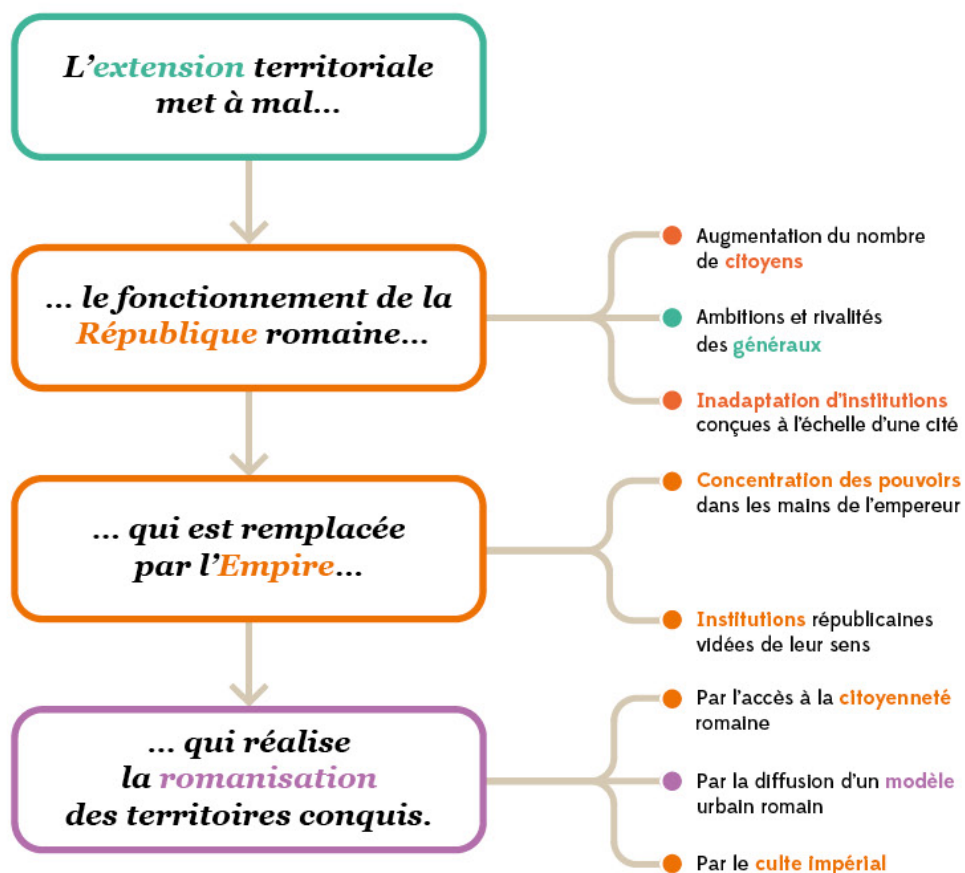 L’extension territoriale
met à mal…
… le fonctionnement de la
République romaine…
Augmentation du nombre
de citoyens
Ambitions et rivalités
des généraux
Inadaptation d’institutions
conçues à l’échelle d’une cité
… qui est remplacée
par l’Empire…
Concentration des pouvoirs
dans les mains de l’empereur
Institutions républicaines
vidées de leur sens
… qui réalise
la romanisation
des territoires conquis.
Par l’accès à la citoyenneté
romaine
Par la diffusion d’un modèle
urbain romain
Par le culte impérial